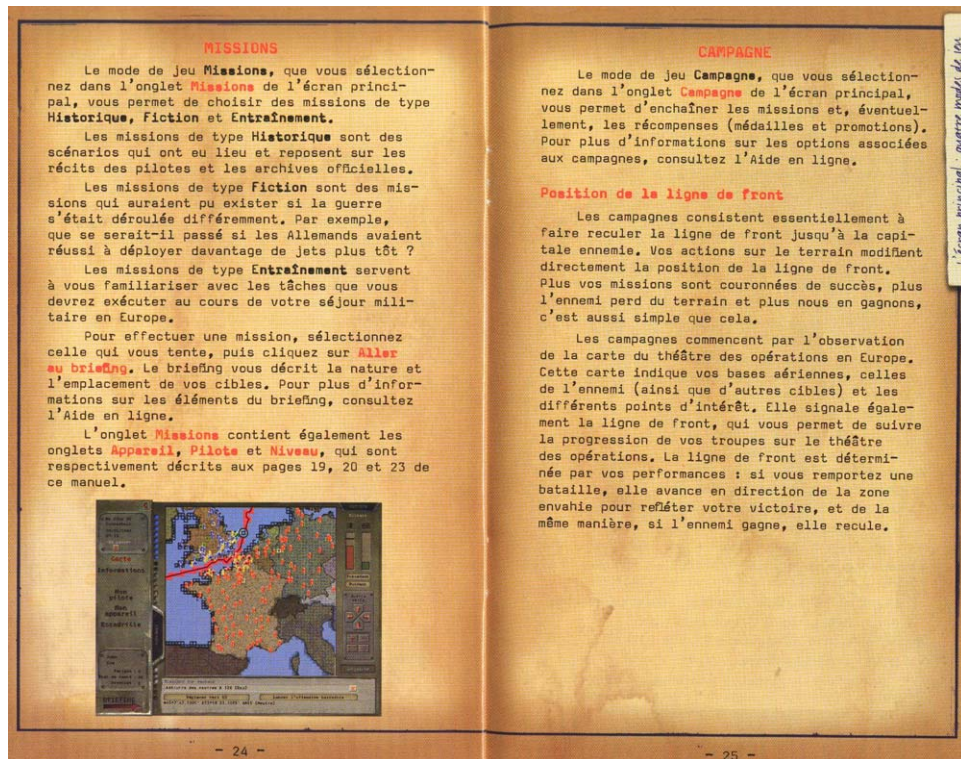 MISSIONS
Le mode de jeu Missions, que vous sélection-
nez dans l'onglet Missions de l'écran princi-
pal, vous permet de choisir des missions de type
Historique, Fiction et Entraînement.
Les missions de type Historique sont des
scénarios qui ont eu lieu et reposent sur les
récits des pilotes et les archives officielles.
Les missions de type Fiction sont des mis-
sions qui auraient pu exister si la guerre
s'était déroulée différemment. Par exemple,
que se serait-il passé si les Allemands avaient
réussi à déployer davantage de jets plus tôt ?
Les missions de type Entraînement servent
à vous familiariser avec les tâches que vous
devrez exécuter au cours de votre séjour mili-
taire en Europe.
Pour effectuer une mission, sélectionnez
celle qui vous tente, puis cliquez sur Aller
au briefing. Le briefing vous décrit la nature et
l'emplacement de vos cibles. Pour plus d'infor-
mations sur les éléments du briefing, consultez
l'Aide en ligne.
L'onglet Missions contient également les
onglets Appareil, Pilote et Niveau, qui sont
respectivement décrits aux pages 19, 20 et 23 de
ce manuel.
Carte
Informations
Mon
pilote
Mon
appareil
Escadrille
Briefing
- 24 -
CAMPAGNE
Le mode de jeu Campagne, que vous sélection-
nez dans l'onglet Campagne de l'écran principal,
vous permet d'enchaîner les missions et, éventuel-
lement, les récompenses (médailles et promotions).
Pour plus d'informations sur les options associées
aux campagnes, consultez l'Aide en ligne.
Position de la ligne de front
Les campagnes consistent essentiellement à
faire reculer la ligne de front jusqu'à la capi-
tale ennemie. Vos actions sur le terrain modifient
directement la position de la ligne de front.
Plus vos missions sont couronnées de succès, plus
l'ennemi perd du terrain et plus nous en gagnons,
c'est aussi simple que cela.
Les campagnes commencent par l'observation
de la carte du théâtre des opérations en Europe.
Cette carte indique vos bases aériennes, celles
de l'ennemi (ainsi que d'autres cibles) et les
différents points d'intérêt. Elle signale égale-
ment la ligne de front, qui vous permet de suivre
la progression de vos troupes sur le théâtre
des opérations. La ligne de front est détermi-
née par vos performances : si vous remportez une
bataille, elle avance en direction de la zone
envahie pour refléter votre victoire, et de la
même manière, si l'ennemi gagne, elle recule.
- 25 -
L'écran principal : quatre modes de jeu